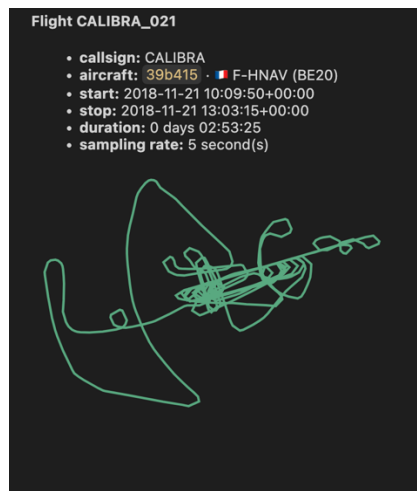 Flight CALIBRA_021
• callsign: CALIBRA
• aircraft: 39b415 · 🇫🇷 F-HNAV (BE20)
• start: 2018-11-21 10:09:50+00:00
• stop: 2018-11-21 13:03:15+00:00
• duration: 0 days 02:53:25
• sampling rate: 5 second(s)